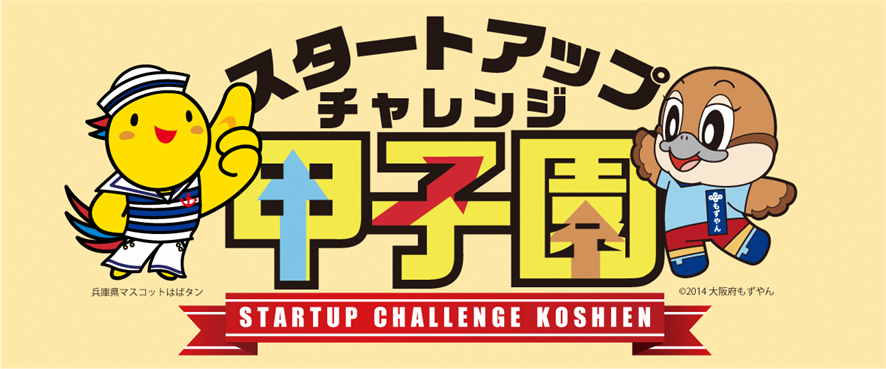 スタートアップ
チャレンジ
甲子園
もずやん
兵庫県マスコットはばタン
©2014 大阪府もずやん
STARTUP CHALLENGE KOSHIEN